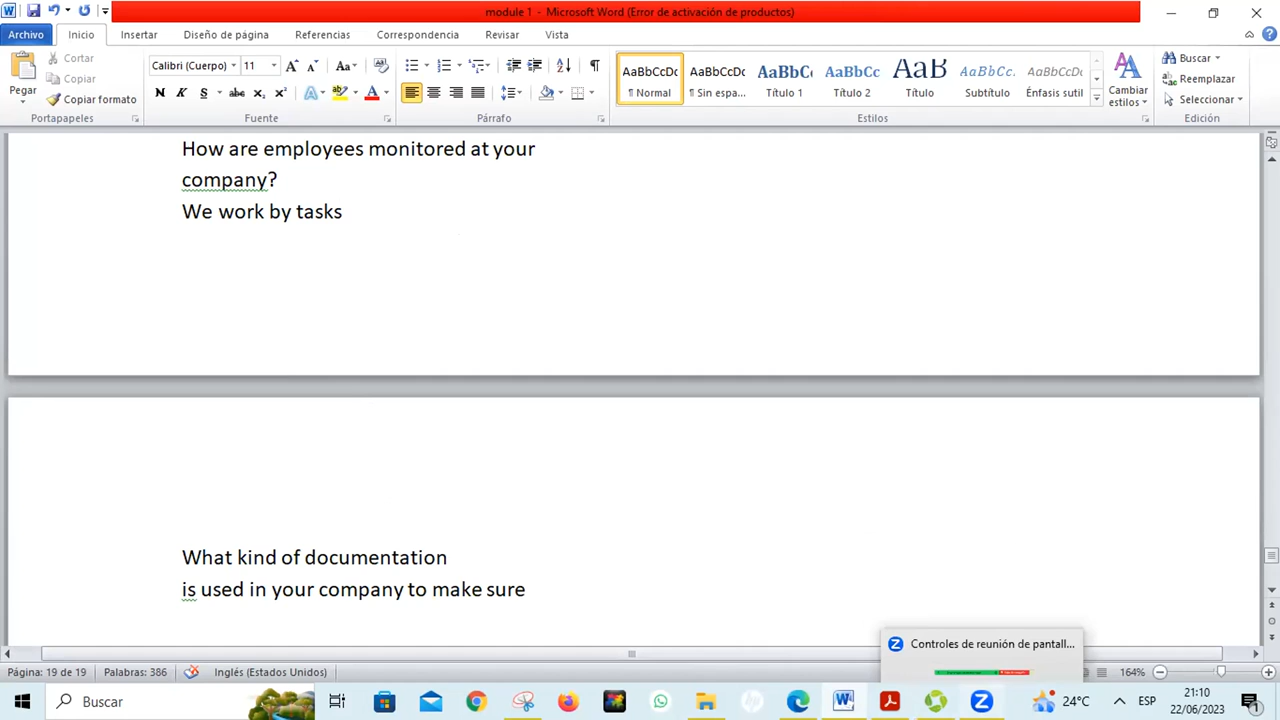 module 1 - Microsoft Word (Error de activación de productos)
Archivo Inicio Insertar Diseño de página Referencias Correspondencia Revisar Vista
Pegar
Cortar
Copiar
Copiar formato
Portapapeles
Calibri (Cuerpo) 11
Fuente
Párrafo
AaBbCcDc AaBbCcDc AaBbC AaBbCc AaB AaBbCc. AaBbCcDc
¶ Normal ¶ Sin espa... Título 1 Título 2 Título Subtítulo Énfasis sutil
Cambiar estilos
Estilos
Buscar
Reemplazar
Seleccionar
Edición
How are employees monitored at your
company?
We work by tasks
What kind of documentation
is used in your company to make sure
Controles de reunión de pantall...
Página: 19 de 19 Palabras: 386 Inglés (Estados Unidos) 164%
Buscar 24°C ESP 21:10
22/06/2023